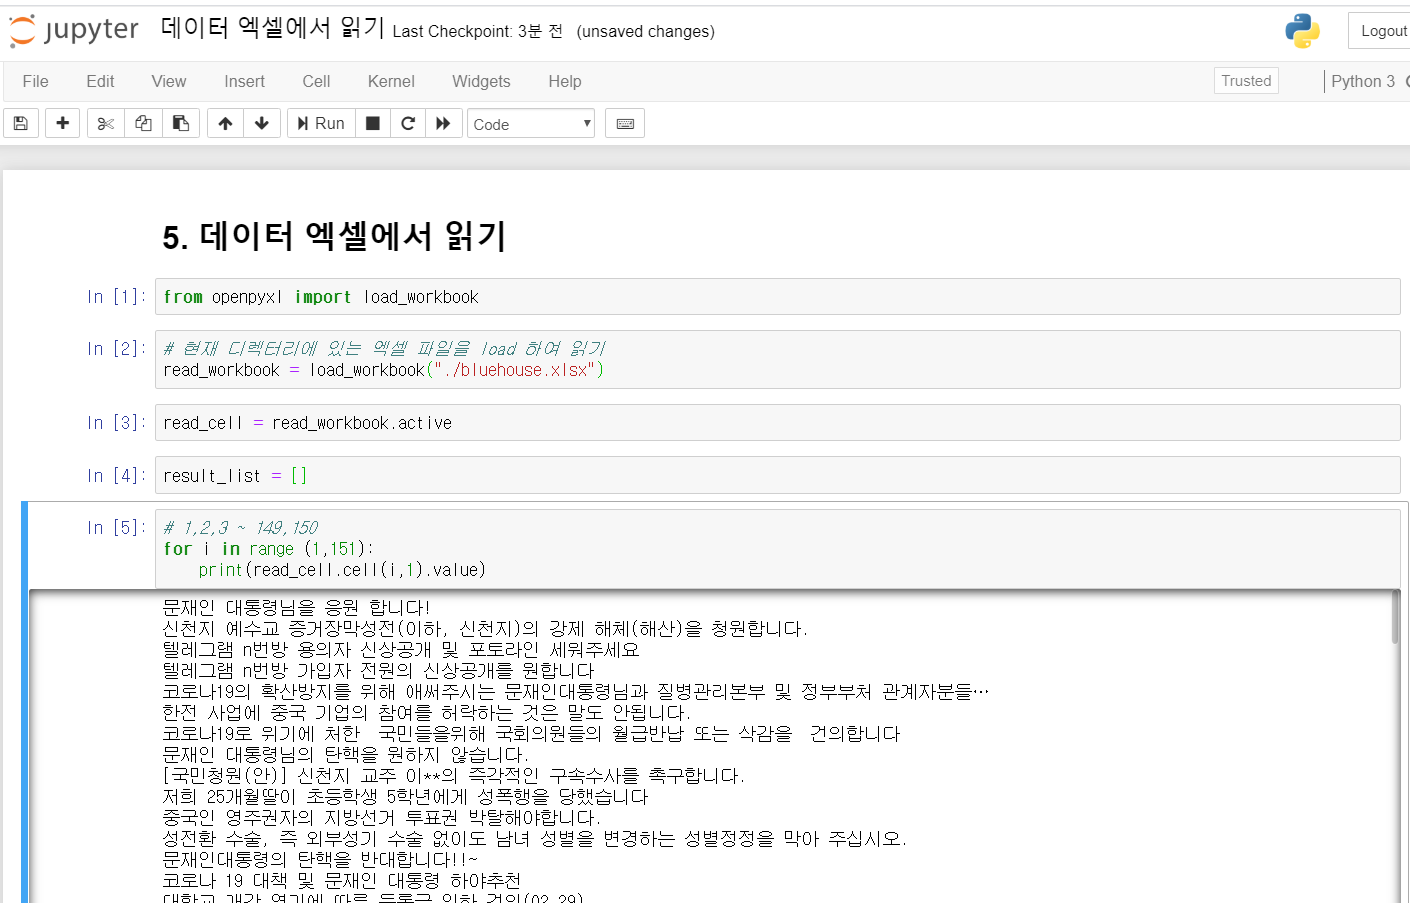 jupyter 데이터 엑셀에서 읽기 Last Checkpoint: 3분 전 (unsaved changes) Logout
File Edit View Insert Cell Kernel Widgets Help Trusted Python 3
Run Code
5. 데이터 엑셀에서 읽기
In [1]: from openpyxl import load_workbook
In [2]: # 현재 디렉터리에 있는 엑셀 파일을 load 하여 읽기
read_workbook = load_workbook("./bluehouse.xlsx")
In [3]: read_cell = read_workbook.active
In [4]: result_list = []
In [5]: # 1,2,3 ~ 149,150
for i in range (1,151):
print(read_cell.cell(i,1).value)
문재인 대통령님을 응원 합니다!
신천지 예수교 증거장막성전(이하, 신천지)의 강제 해체(해산)을 청원합니다.
텔레그램 n번방 용의자 신상공개 및 포토라인 세워주세요
텔레그램 n번방 가입자 전원의 신상공개를 원합니다
코로나19의 확산방지를 위해 애써주시는 문재인대통령님과 질병관리본부 및 정부부처 관계자분들…
한전 사업에 중국 기업의 참여를 허락하는 것은 말도 안됩니다.
코로나19로 위기에 처한  국민들을위해 국회의원들의 월급반납 또는 삭감을  건의합니다
문재인 대통령님의 탄핵을 원하지 않습니다.
[국민청원(안)] 신천지 교주 이**의 즉각적인 구속수사를 촉구합니다.
저희 25개월딸이 초등학생 5학년에게 성폭행을 당했습니다
중국인 영주권자의 지방선거 투표권 박탈해야합니다.
성전환 수술, 즉 외부성기 수술 없이도 남녀 성별을 변경하는 성별정정을 막아 주십시오.
문재인대통령의 탄핵을 반대합니다!!~
코로나 19 대책 및 문재인 대통령 하야추천
대학교 개강 연기에 따른 등록금 인하 건의(02.29)